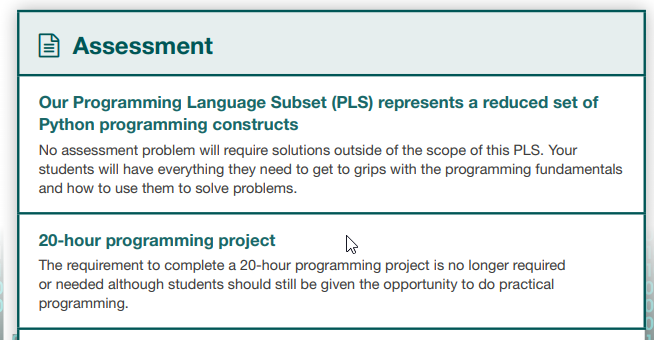 Assessment
Our Programming Language Subset (PLS) represents a reduced set of
Python programming constructs
No assessment problem will require solutions outside of the scope of this PLS. Your
students will have everything they need to get to grips with the programming fundamentals
and how to use them to solve problems.
20-hour programming project
The requirement to complete a 20-hour programming project is no longer required
or needed although students should still be given the opportunity to do practical
programming.